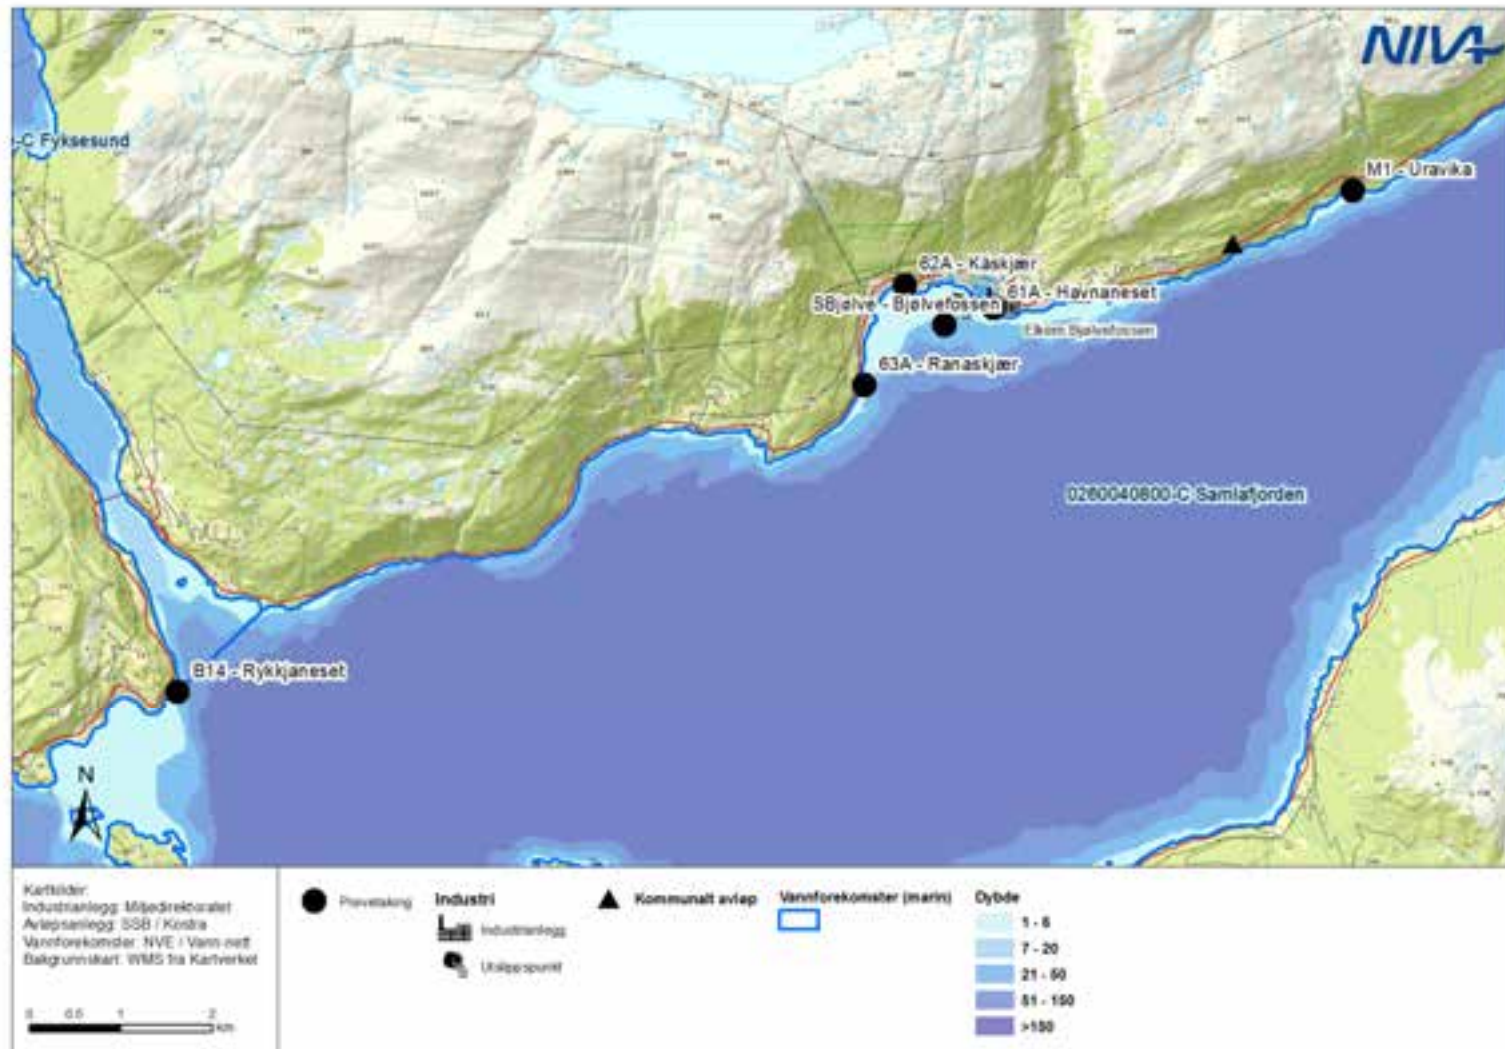 NIVA
-C Fyksesund
M1 - Uravika
62A - Kåskjær
61A - Havnaneset
SBjølve - Bjølvefossen
Elkem Bjølvefossen
63A - Ranaskjær
0260040800-C Samlafjorden
B14 - Rykkjaneset
N
Kartkilder:
Industrianlegg: Miljødirektoratet
Avløpsanlegg: SSB / Kostra
Vannforekomster: NVE / Vann-nett
Bakgrunnskart: WMS fra Kartverket
0 0.5 1 2
km
Prøvetaking
Industri
Industrianlegg
Utslippspunkt
Kommunalt avløp
Vannforekomster (marin)
Dybde
1 - 6
7 - 20
21 - 50
51 - 150
>150